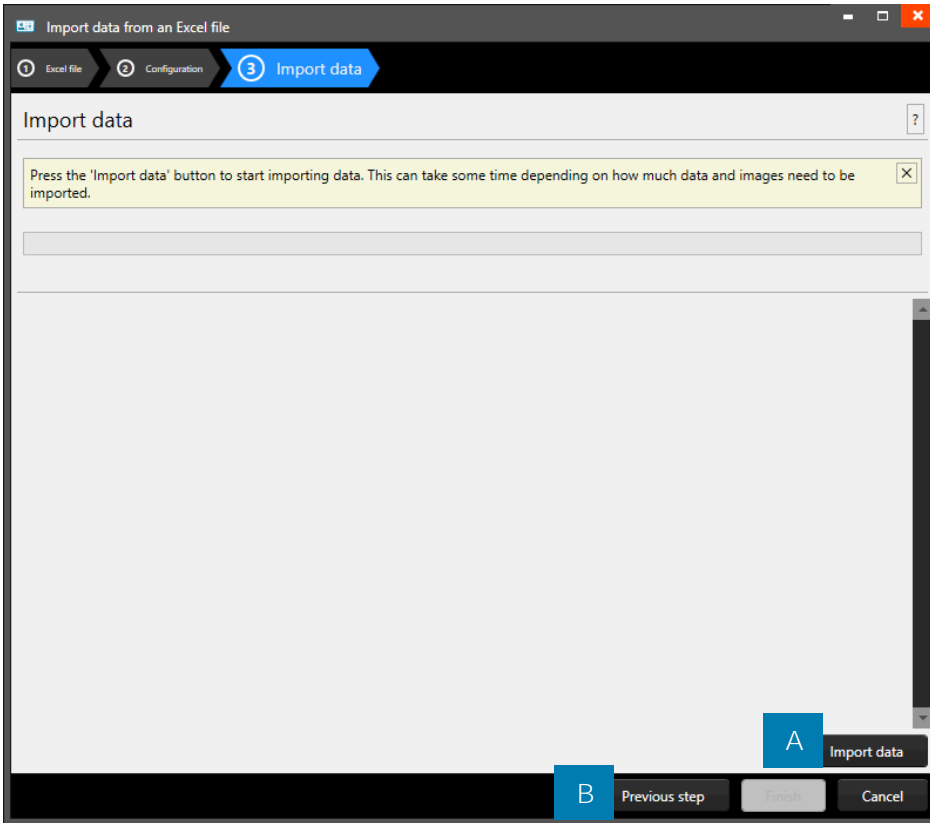 Import data from an Excel file
1 Excel file 2 Configuration 3 Import data
Import data ?
Press the 'Import data' button to start importing data. This can take some time depending on how much data and images need to be
imported.
A Import data
B Previous step Finish Cancel